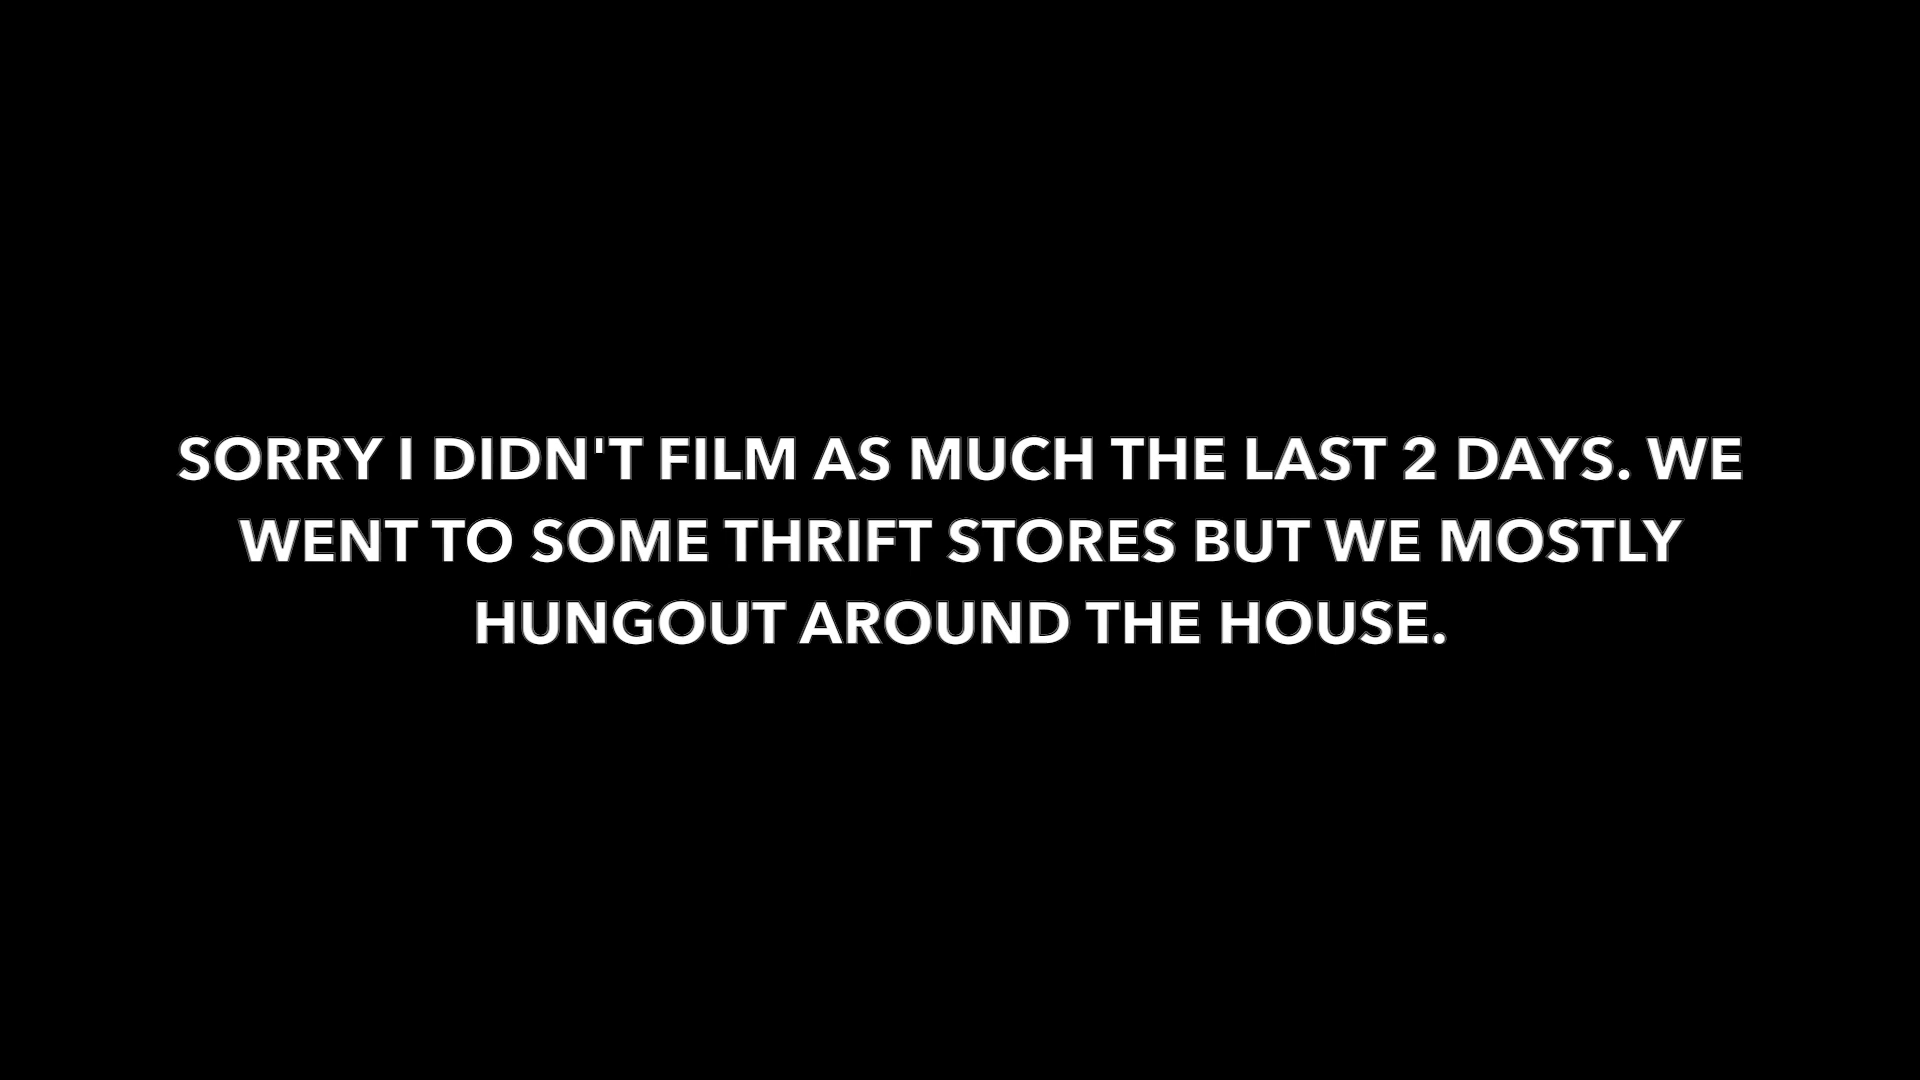 SORRY I DIDN'T FILM AS MUCH THE LAST 2 DAYS. WE
WENT TO SOME THRIFT STORES BUT WE MOSTLY
HUNGOUT AROUND THE HOUSE.